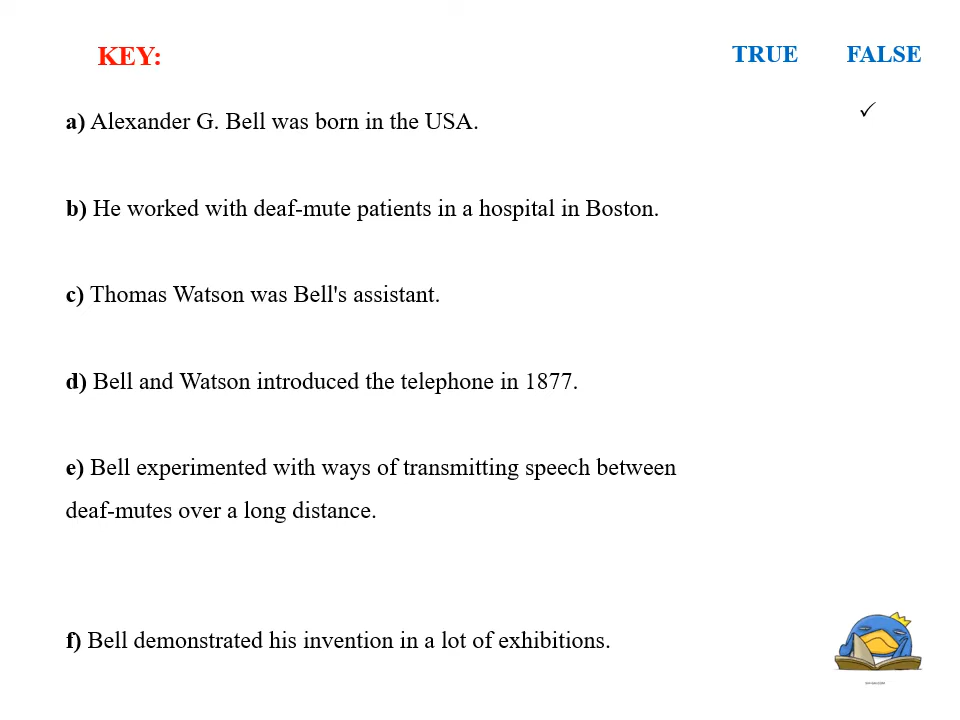 KEY: TRUE FALSE
a) Alexander G. Bell was born in the USA. ✓
b) He worked with deaf-mute patients in a hospital in Boston.
c) Thomas Watson was Bell's assistant.
d) Bell and Watson introduced the telephone in 1877.
e) Bell experimented with ways of transmitting speech between
deaf-mutes over a long distance.
f) Bell demonstrated his invention in a lot of exhibitions.